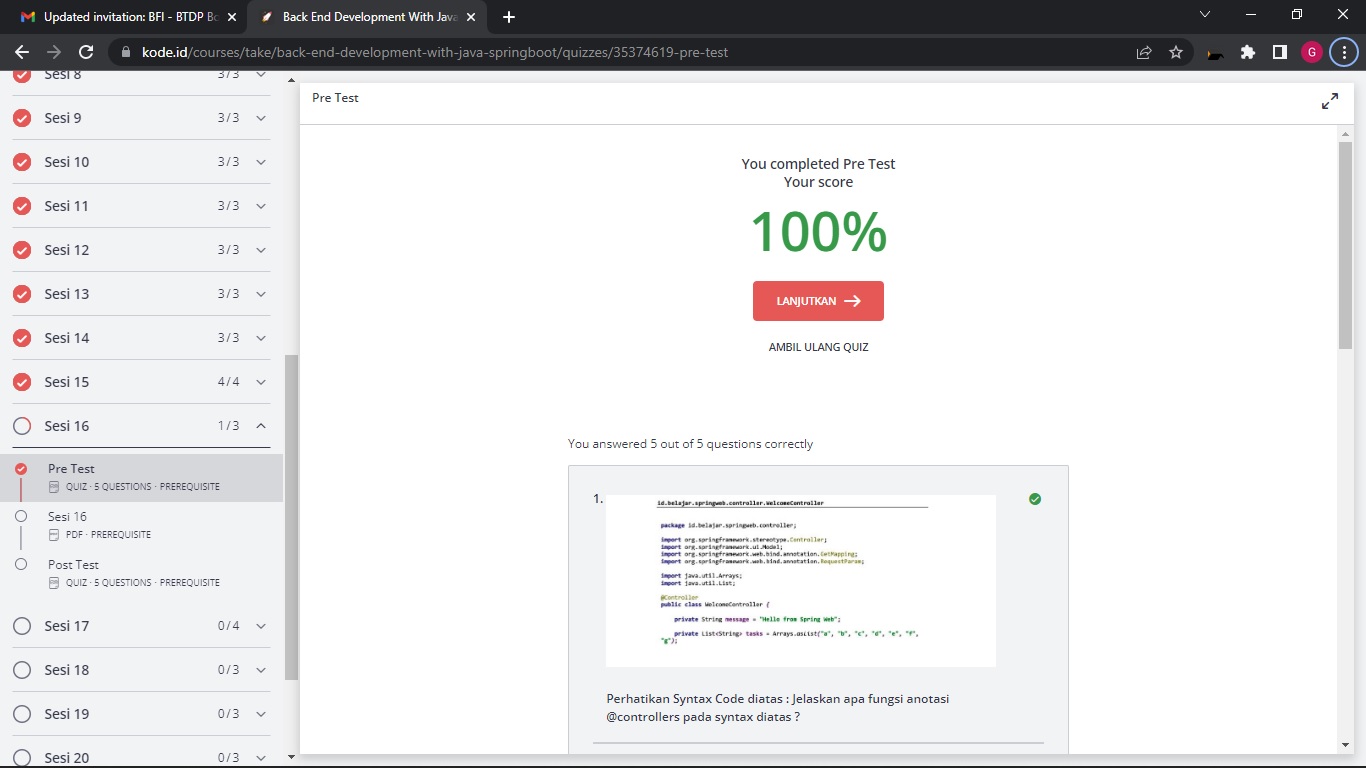 Updated invitation: BFI - BTDP Bo
Back End Development With Java
kode.id/courses/take/back-end-development-with-java-springboot/quizzes/35374619-pre-test
G
Sesi 8 3/3
Sesi 9 3/3
Sesi 10 3/3
Sesi 11 3/3
Sesi 12 3/3
Sesi 13 3/3
Sesi 14 3/3
Sesi 15 4/4
Sesi 16 1/3
Pre Test
QUIZ · 5 QUESTIONS · PREREQUISITE
Sesi 16
PDF · PREREQUISITE
Post Test
QUIZ · 5 QUESTIONS · PREREQUISITE
Sesi 17 0/4
Sesi 18 0/3
Sesi 19 0/3
Sesi 20 0/3
Pre Test
You completed Pre Test
Your score
100%
LANJUTKAN
AMBIL ULANG QUIZ
You answered 5 out of 5 questions correctly
1.
id.belajar.springweb.controller.WelcomeController
package id.belajar.springweb.controller;
import org.springframework.stereotype.Controller;
import org.springframework.ui.Model;
import org.springframework.web.bind.annotation.GetMapping;
import org.springframework.web.bind.annotation.RequestParam;
import java.util.Arrays;
import java.util.List;
@Controller
public class WelcomeController {
private String message = "Hello from Spring Web";
private List<String> tasks = Arrays.asList("a", "b", "c", "d", "e", "f",
"g");
Perhatikan Syntax Code diatas : Jelaskan apa fungsi anotasi
@controllers pada syntax diatas ?